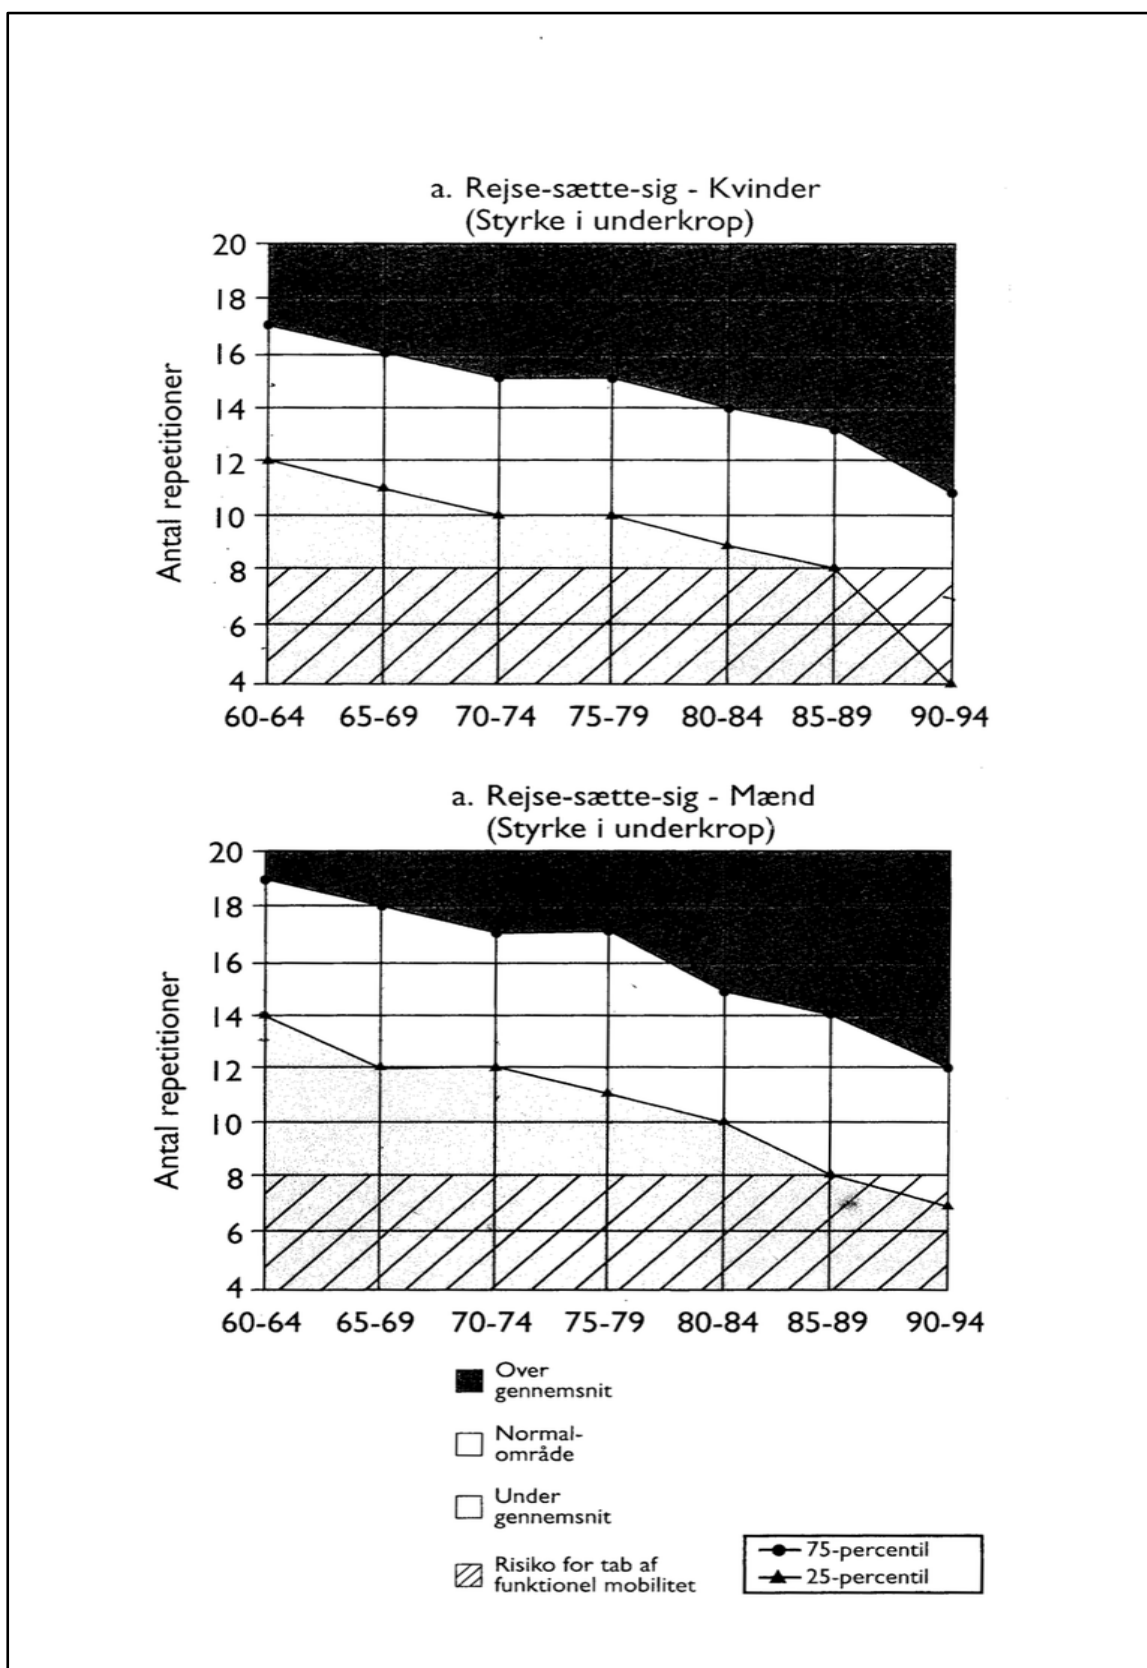 a. Rejse-sætte-sig - Kvinder
(Styrke i underkrop)
Antal repetitioner
20
18
16
14
12
10
8
6
4
60-64 65-69 70-74 75-79 80-84 85-89 90-94
a. Rejse-sætte-sig - Mænd
(Styrke i underkrop)
Antal repetitioner
20
18
16
14
12
10
8
6
4
60-64 65-69 70-74 75-79 80-84 85-89 90-94
Over
gennemsnit
Normal-
område
Under
gennemsnit
Risiko for tab af
funktionel mobilitet
75-percentil
25-percentil